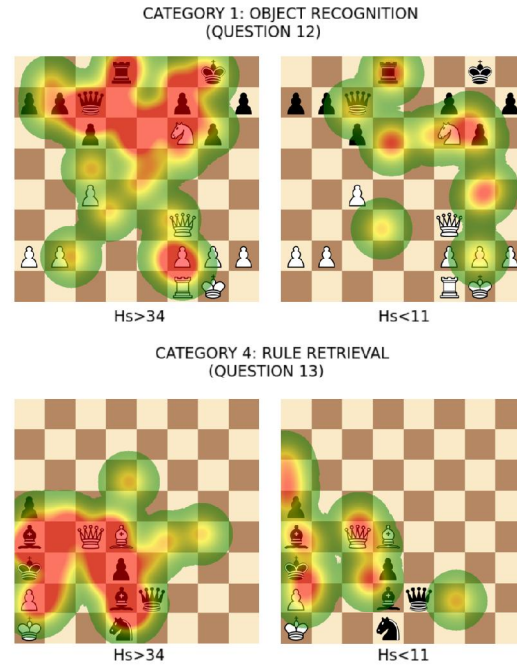 CATEGORY 1: OBJECT RECOGNITION
(QUESTION 12)
Hs>34
Hs<11
CATEGORY 4: RULE RETRIEVAL
(QUESTION 13)
Hs>34
Hs<11